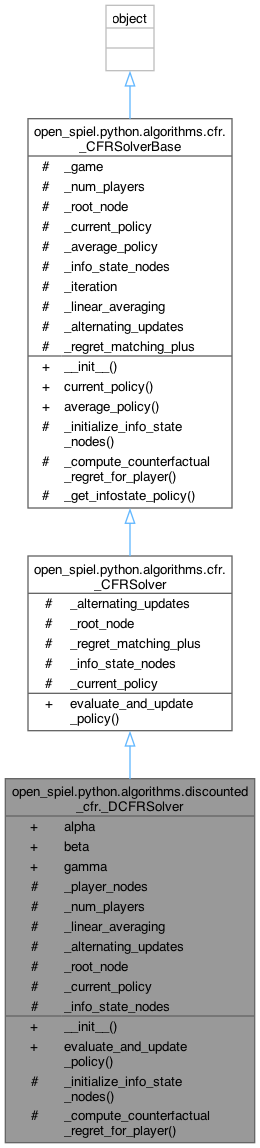 object
open_spiel.python.algorithms.cfr.
_CFRSolverBase
# _game
# _num_players
# _root_node
# _current_policy
# _average_policy
# _info_state_nodes
# _iteration
# _linear_averaging
# _alternating_updates
# _regret_matching_plus
+ __init__()
+ current_policy()
+ average_policy()
# _initialize_info_state
_nodes()
# _compute_counterfactual
_regret_for_player()
# _get_infostate_policy()
open_spiel.python.algorithms.cfr.
_CFRSolver
# _alternating_updates
# _root_node
# _regret_matching_plus
# _info_state_nodes
# _current_policy
+ evaluate_and_update
_policy()
open_spiel.python.algorithms.discounted
_cfr._DCFRSolver
+ alpha
+ beta
+ gamma
# _player_nodes
# _num_players
# _linear_averaging
# _alternating_updates
# _root_node
# _current_policy
# _info_state_nodes
+ __init__()
+ evaluate_and_update
_policy()
# _initialize_info_state
_nodes()
# _compute_counterfactual
_regret_for_player()